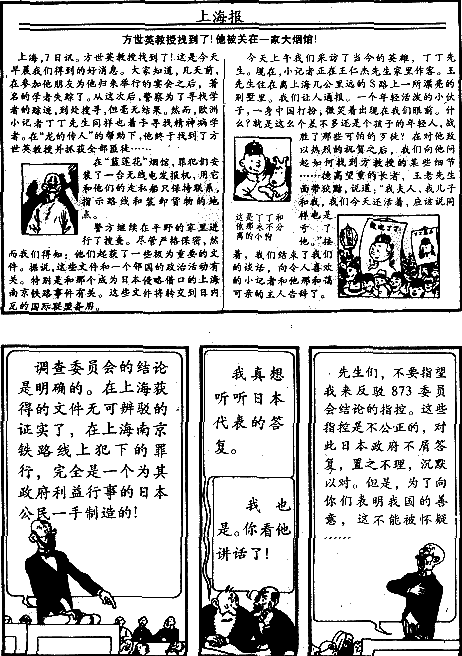 上海报
方世英教授找到了!他被关在一家大烟馆!
上海,7日讯。方世英教授找到了!这是今天
早晨我们得到的好消息。大家知道,几天前,
在参加他朋友为他归来举行的宴会之后,著
名的学者失踪了。从这次后,警察为了寻找学
者的踪迹,到处搜寻,但毫无结果。然而,欧洲
小记者丁丁先生同样也着手寻找精神病学
者。在“龙的传人”的帮助下,他终于找到了方
世英教授并抓获全部匪徒……
在“蓝莲花”烟馆,罪犯们安
装了一台无线电发报机,用它
和他们的走私船只保持联系,
指示路线和装卸货物的地
点。
警方继续在平野的家里进
行了搜查。尽管严格保密,然
而我们得知:他们起获了一些极为重要的文
件。据说,这些文件和一个邻国的政治活动有
关。特别是和那个成为日本侵略借口的上海
南京铁路事件有关。这些文件将转交到日内
瓦的国际联盟备用。
今天上午我们采访了当今的英雄,丁丁先
生。现在,小记者正在王仁杰先生家里作客。王
先生住在离上海几公里远的S路上一所漂亮的
别墅里。我们让人通报。一个年轻活泼的小伙
子,一身中国打扮,微笑着出现在我们眼前。什
么?就是这么个差不多还是个孩子的年轻人,战
胜了那些可怕的歹徒?在对他致
以热烈的祝贺之后,我们向他问
起如何找到方教授的某些细节
……德高望重的长者,王老先生
面带狡黠,说道,“我夫人,我儿子
和我,我们今天还活着,应该说同
样也是
亏了
他。”接
这是丁丁和
他那永不分
离的小狗
着,我们结束了我们
的谈话,向令人喜欢
的小记者和他那和蔼
可亲的主人告辞了。
调查委员会的结论
是明确的。在上海获
得的文件无可辨驳的
证实了,在上海南京
铁路线上犯下的罪
行,完全是一个为其
政府利益行事的日本
公民一手制造的!
我真想
听听日本
代表的答
复。
我也
是。你看他
讲话了!
先生们,不要指望
我来反驳873委员
会结论的指控。这些
指控是不公正的,对
此日本政府不屑答
复,置之不理,沉默
以对。但是,为了向
你们表明我国的善
意,这不能被怀疑
……